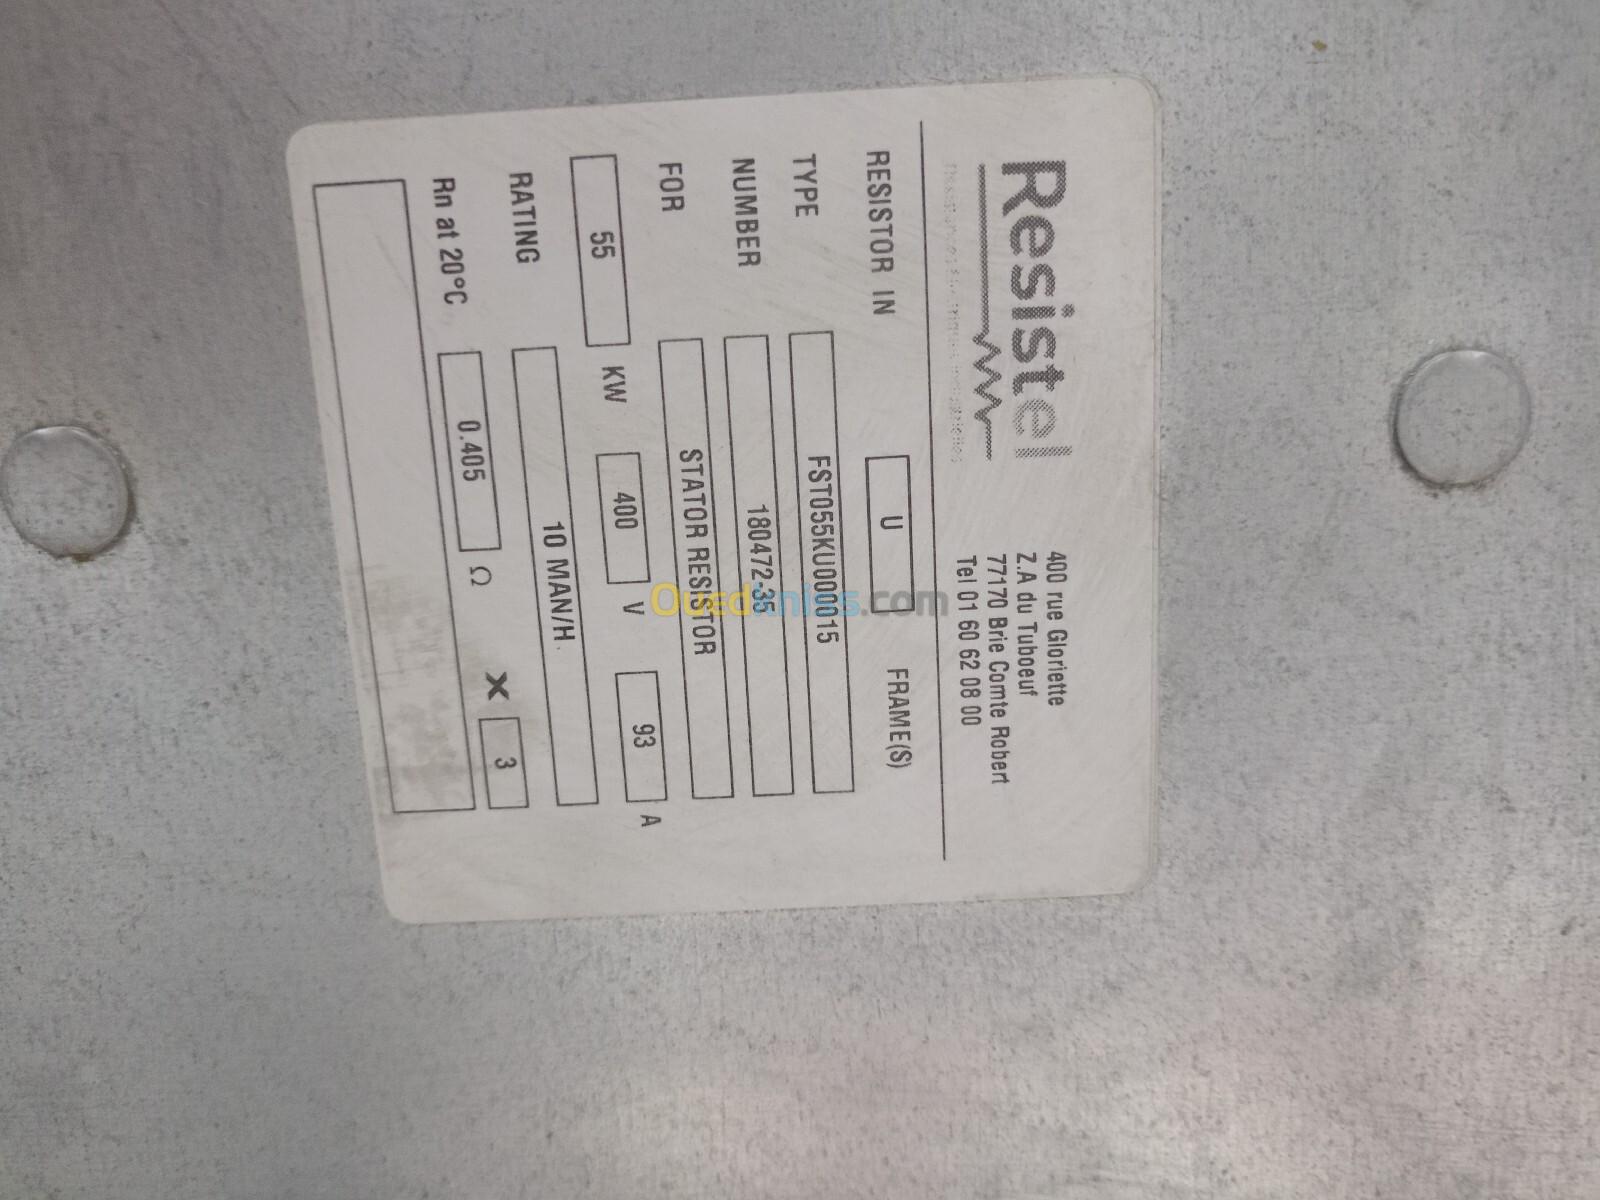 Resistel
400 rue Gloriette
Z.A du Tuboeuf
77170 Brie Comte Robert
Tel 01 60 62 08 00
RESISTOR IN U FRAME(S)
TYPE FST055KU000015
NUMBER 180472-35
FOR STATOR RESISTOR
55 KW 400 V 93 A
RATING 10 MAN/H.
Rn at 20°C 0.405 Ω X 3
Ouedkniss.com